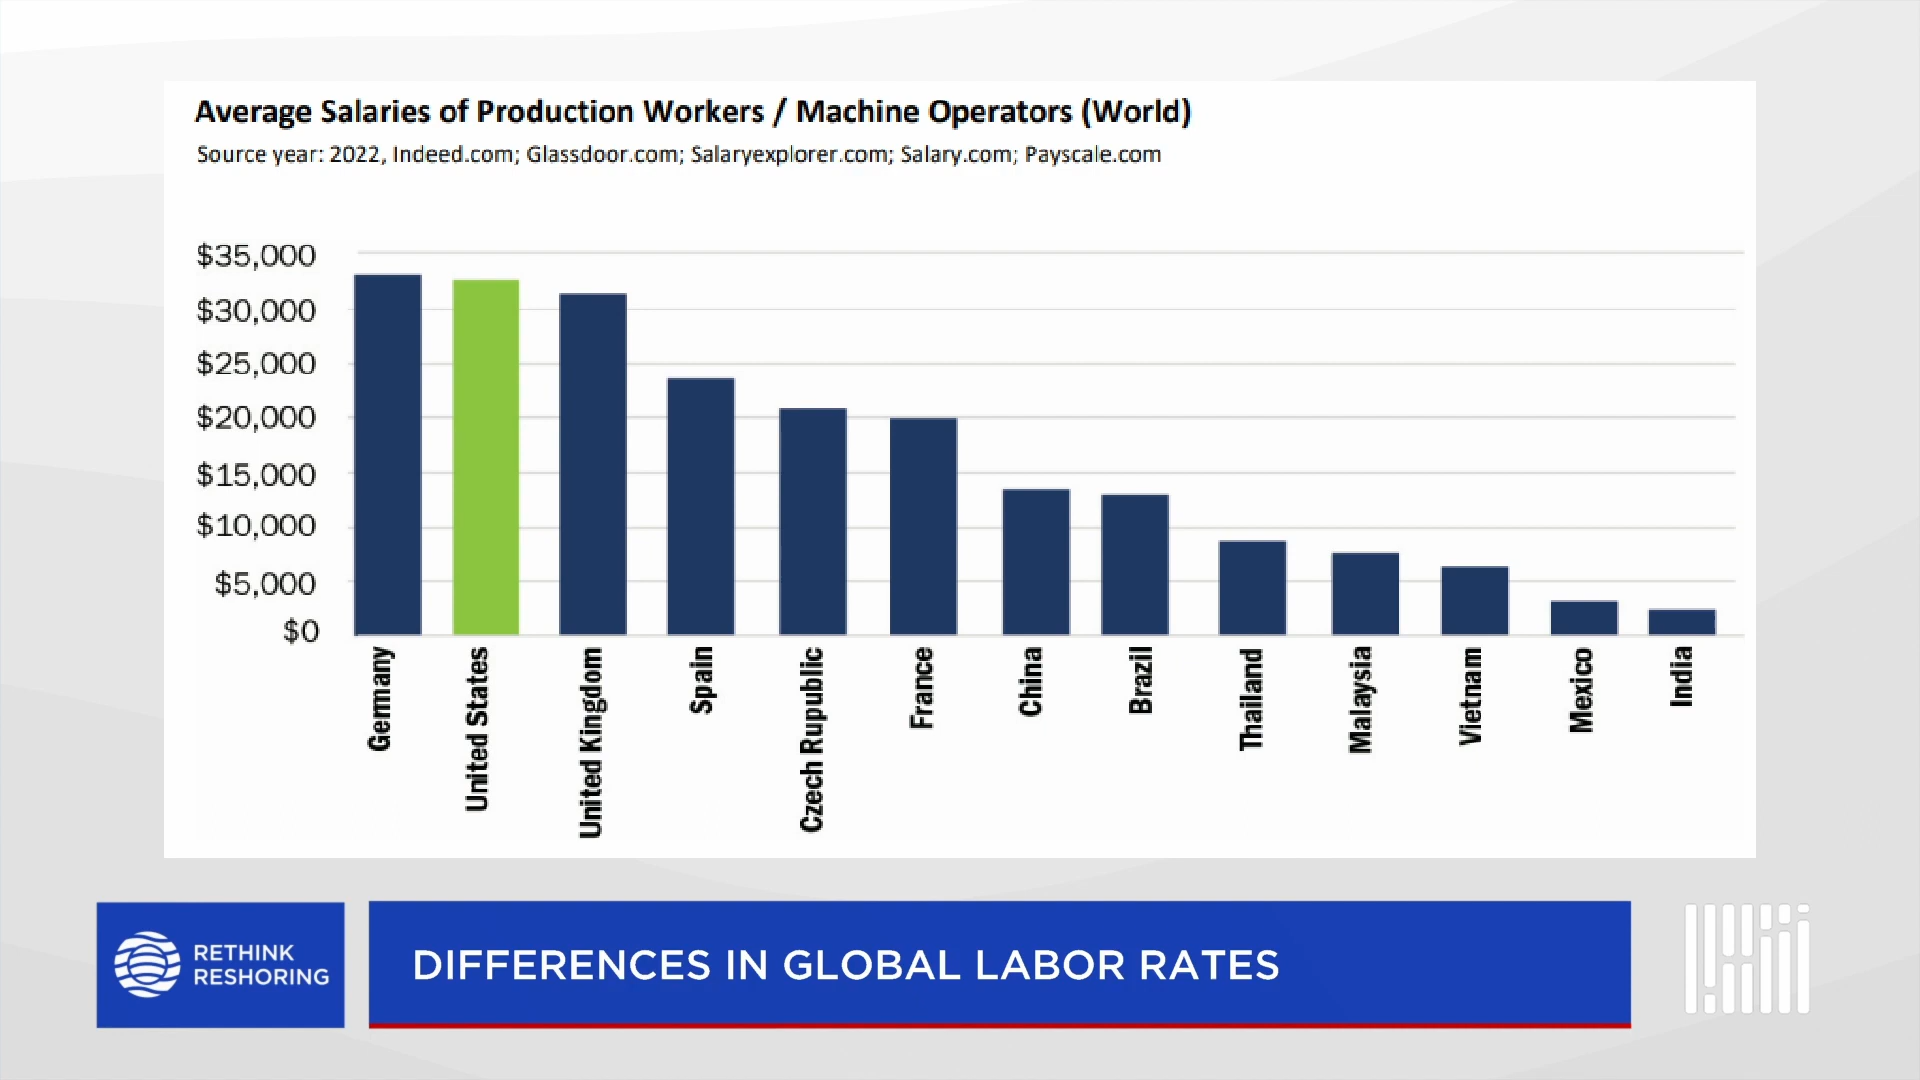 Average Salaries of Production Workers / Machine Operators (World)
Source year: 2022, Indeed.com; Glassdoor.com; Salaryexplorer.com; Salary.com; Payscale.com
$35,000
$30,000
$25,000
$20,000
$15,000
$10,000
$5,000
$0
Germany
United States
United Kingdom
Spain
Czech Rupublic
France
China
Brazil
Thailand
Malaysia
Vietnam
Mexico
India
RETHINK
RESHORING
DIFFERENCES IN GLOBAL LABOR RATES